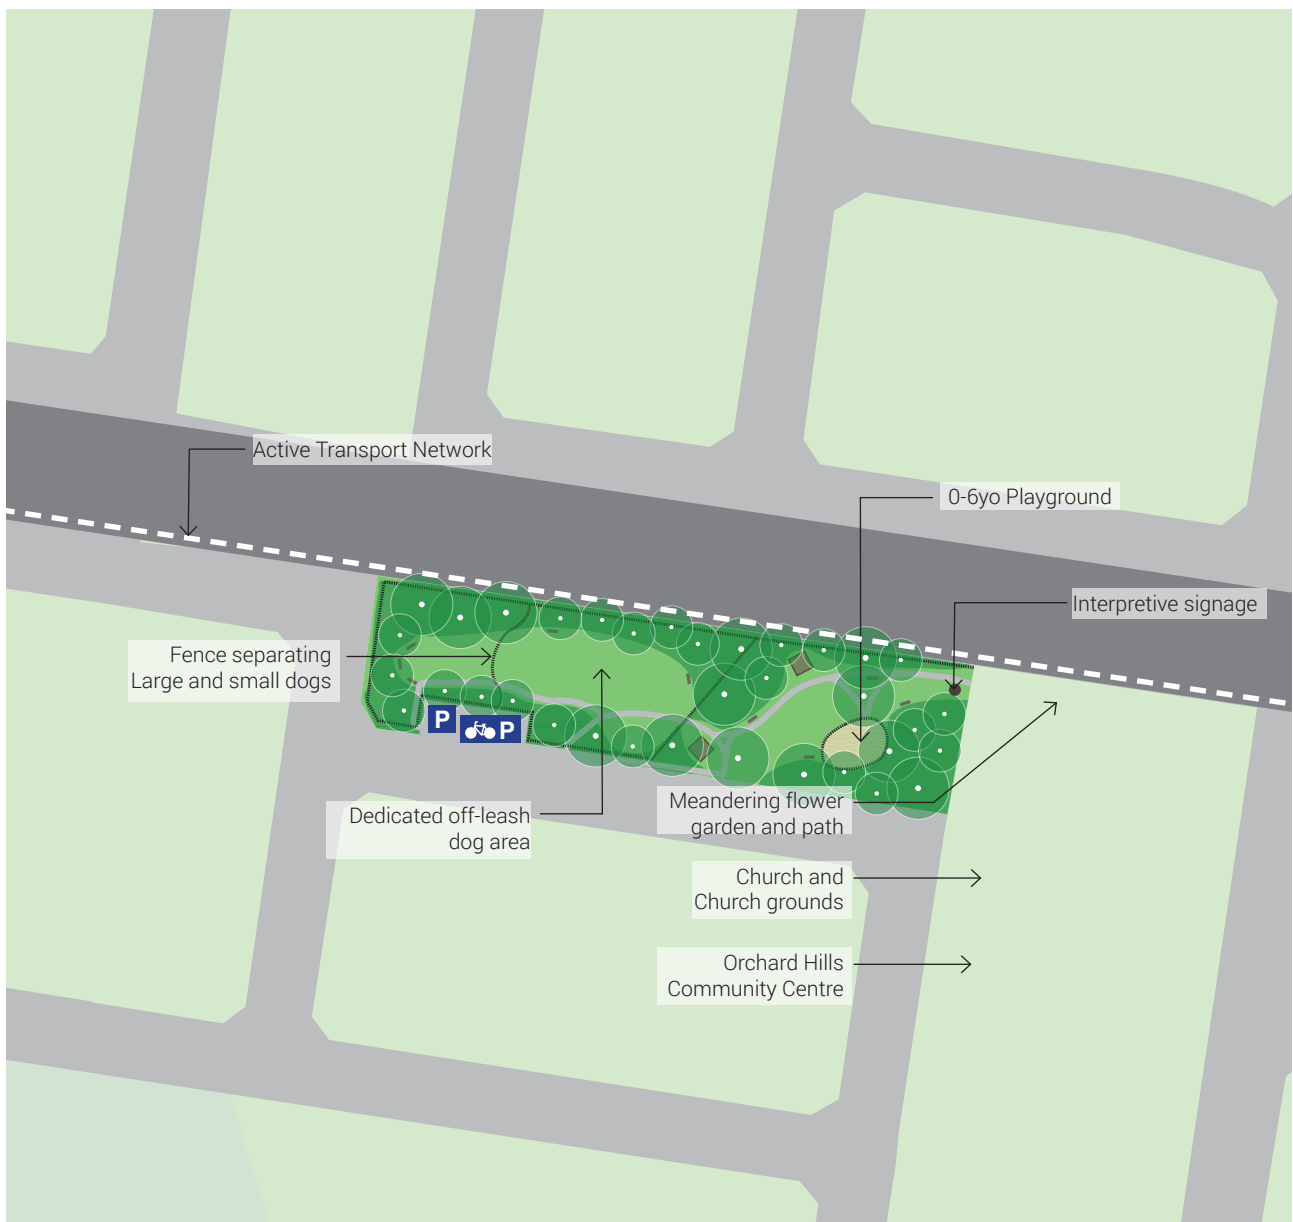 Active Transport Network
0-6yo Playground
Interpretive signage
Fence separating
Large and small dogs
P
P
Dedicated off-leash
dog area
Meandering flower
garden and path
Church and
Church grounds
Orchard Hills
Community Centre